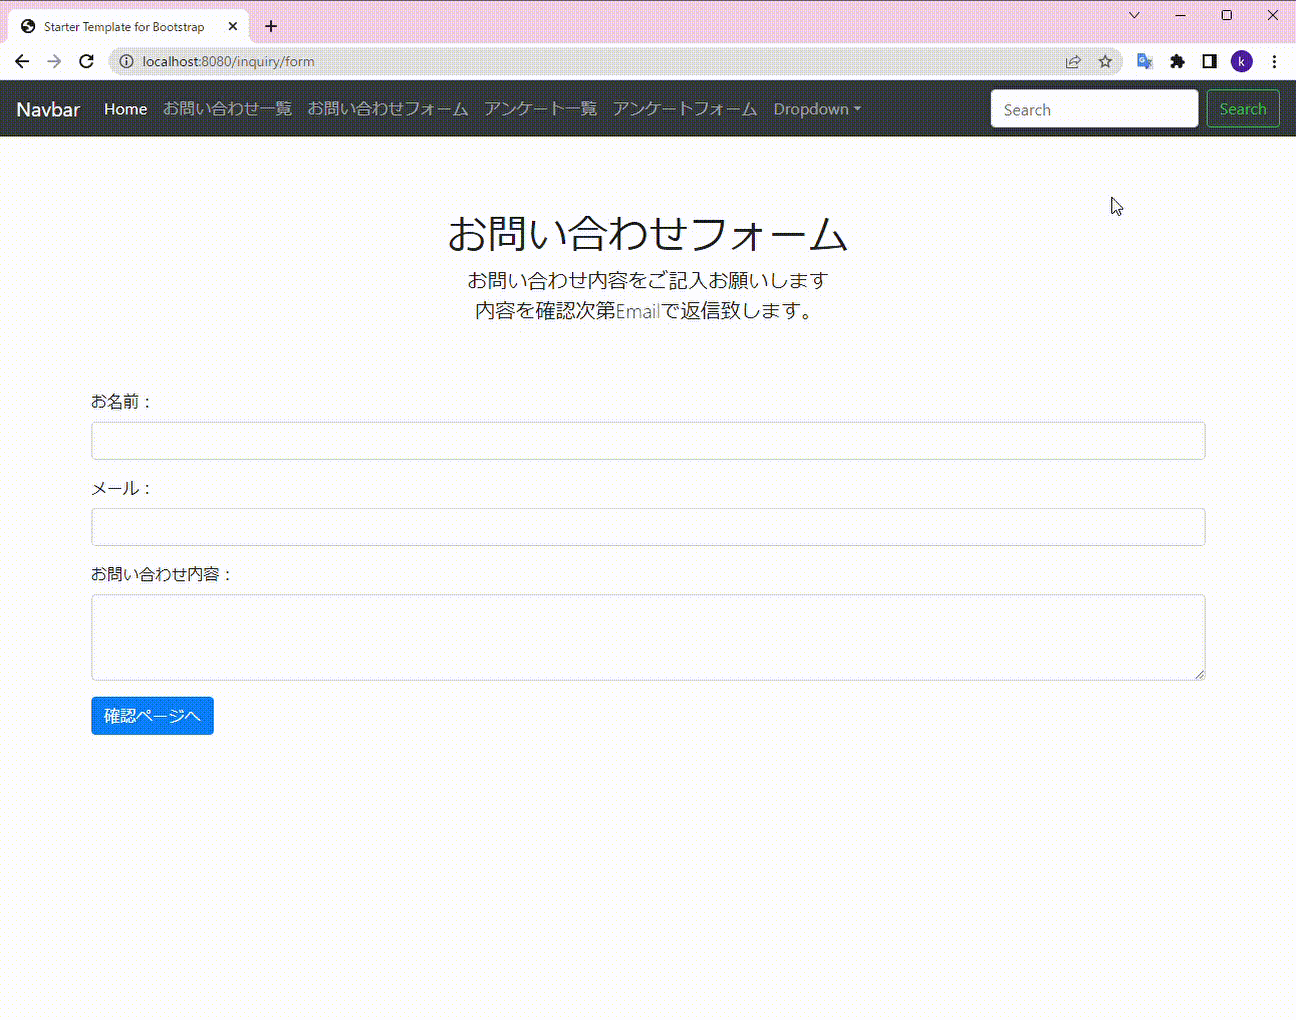 Starter Template for Bootstrap
localhost:8080/inquiry/form
k
Navbar Home お問い合わせ一覧 お問い合わせフォーム アンケート一覧 アンケートフォーム Dropdown Search Search
お問い合わせフォーム
お問い合わせ内容をご記入お願いします
内容を確認次第Emailで返信致します。
お名前：
メール：
お問い合わせ内容：
確認ページへ